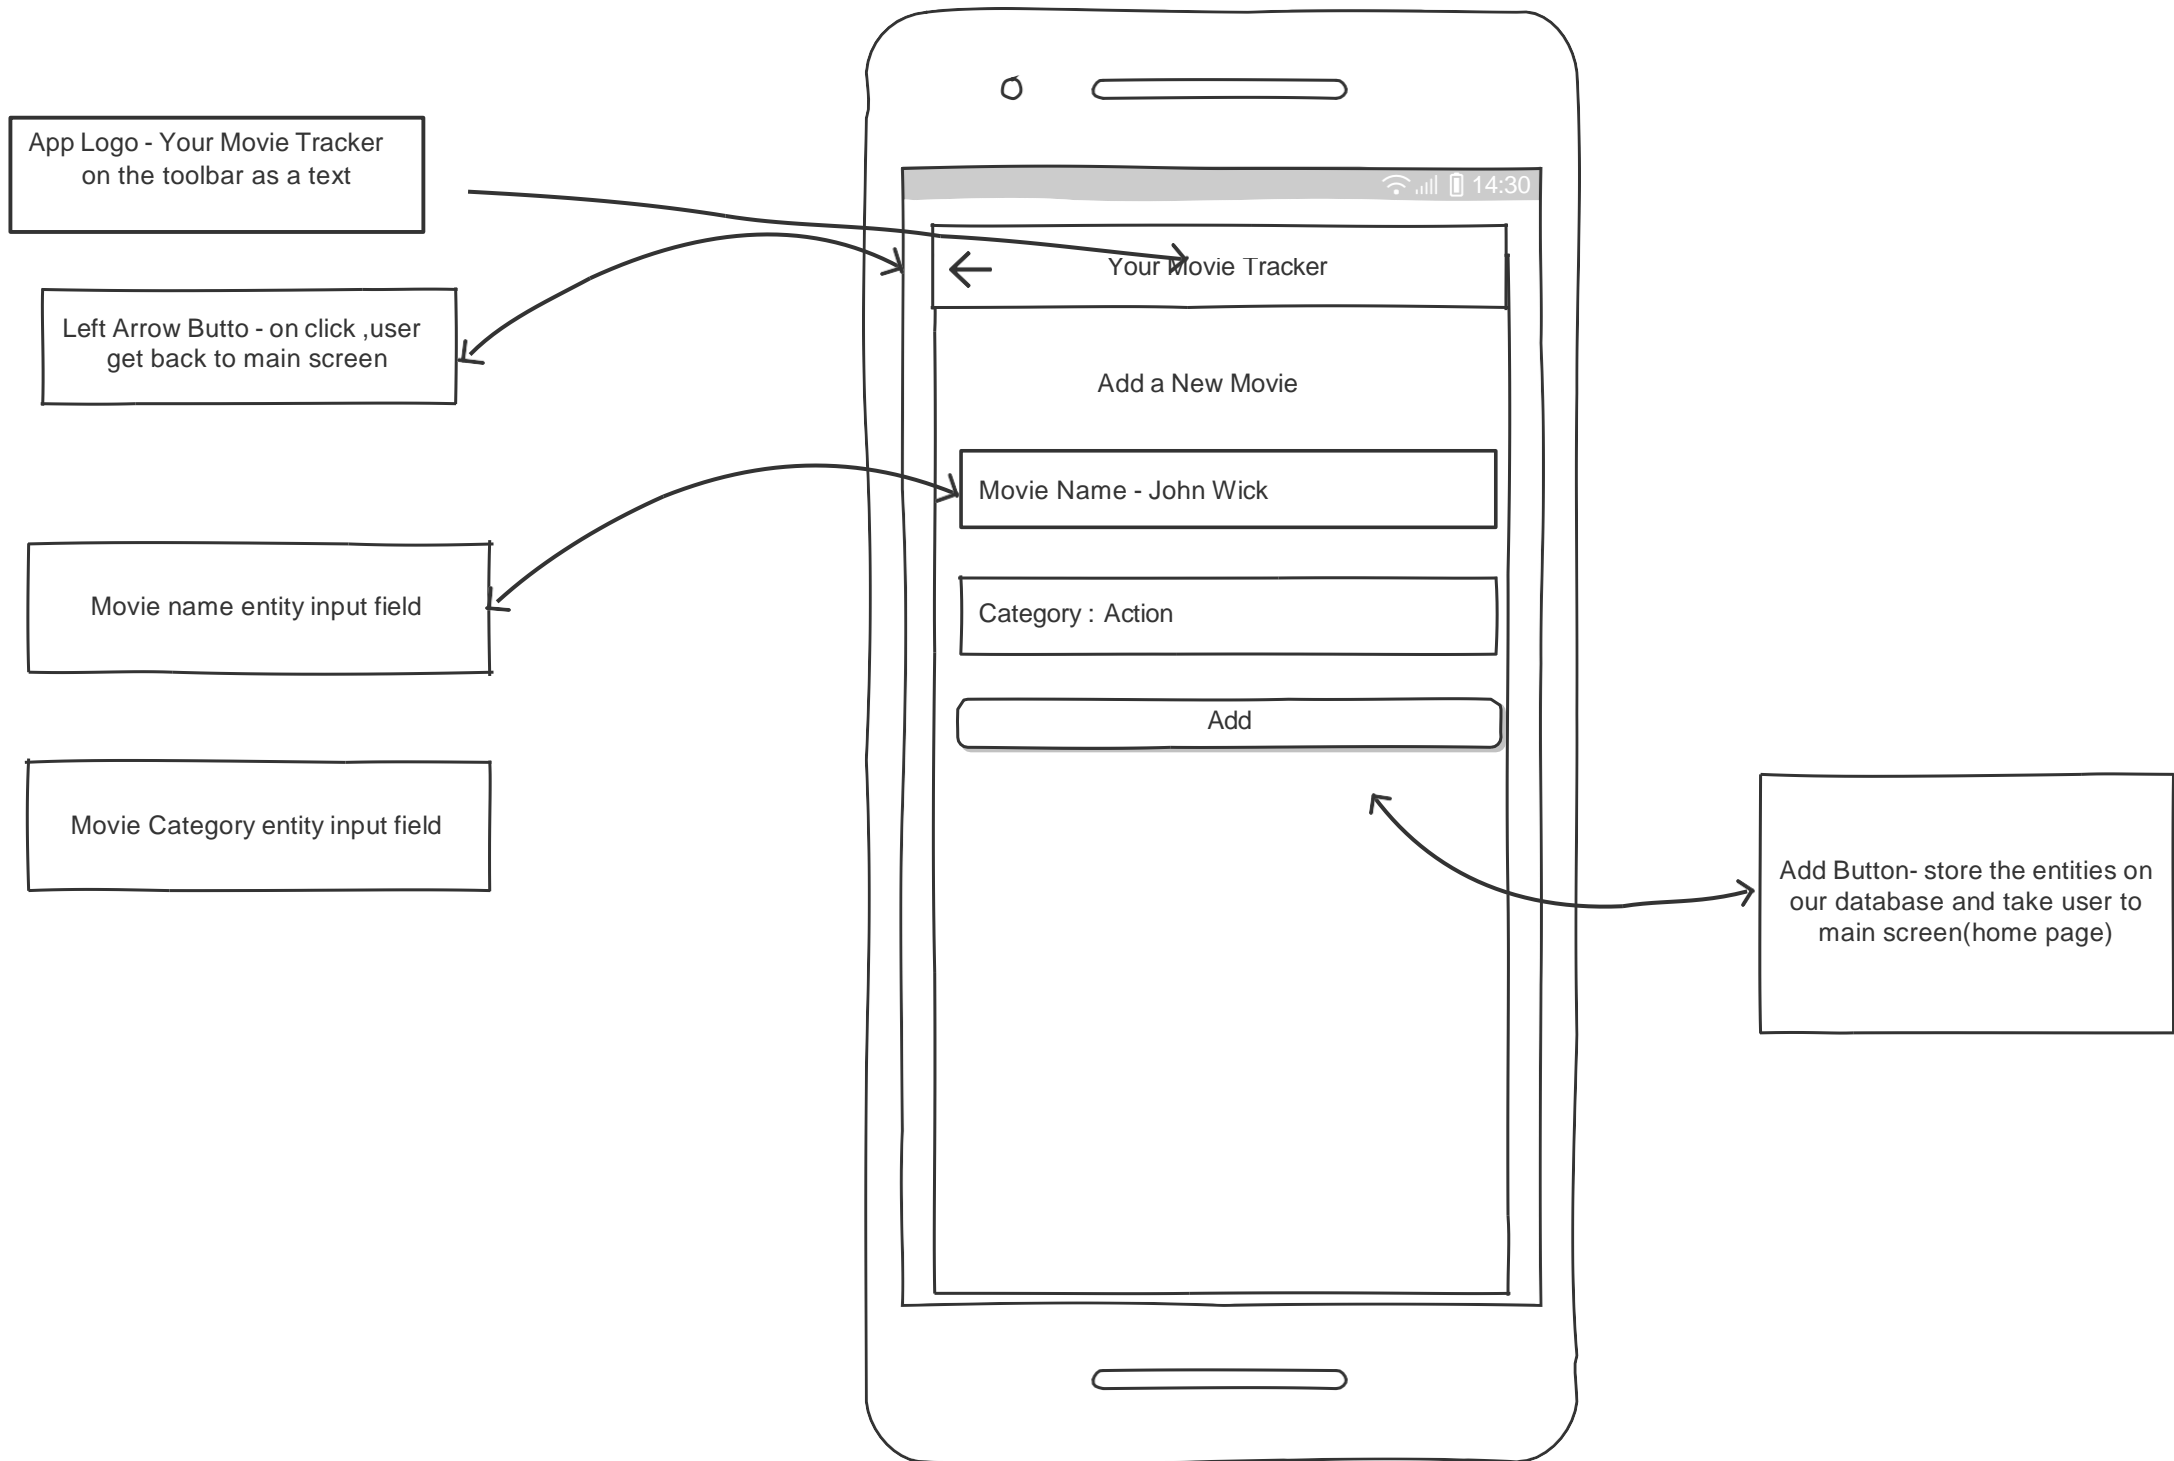 App Logo - Your Movie Tracker
on the toolbar as a text
Left Arrow Butto - on click ,user
get back to main screen
Movie name entity input field
Movie Category entity input field
14:30
Your Movie Tracker
Add a New Movie
Movie Name - John Wick
Category : Action
Add
Add Button- store the entities on
our database and take user to
main screen(home page)